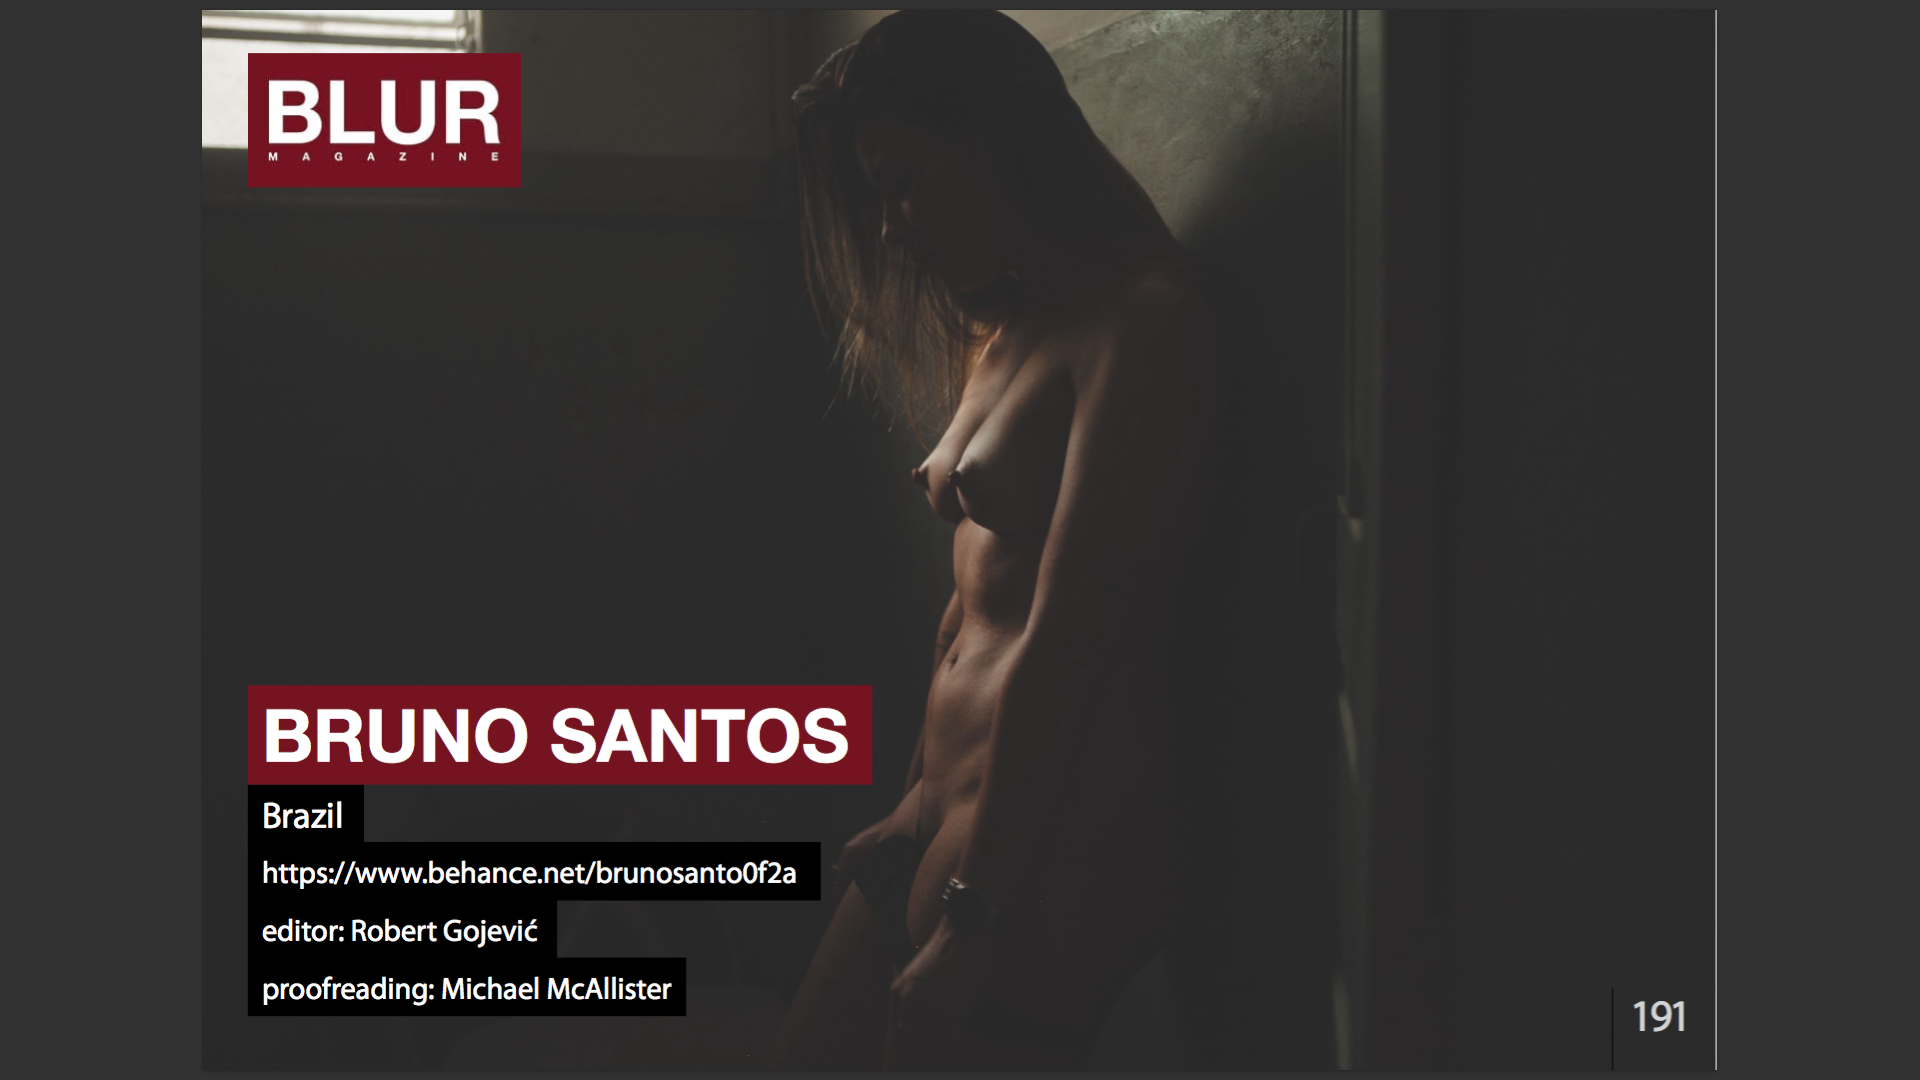 BLUR
MAGAZINE
BRUNO SANTOS
Brazil
https://www.behance.net/brunosanto0f2a
editor: Robert Gojević
proofreading: Michael McAllister
191